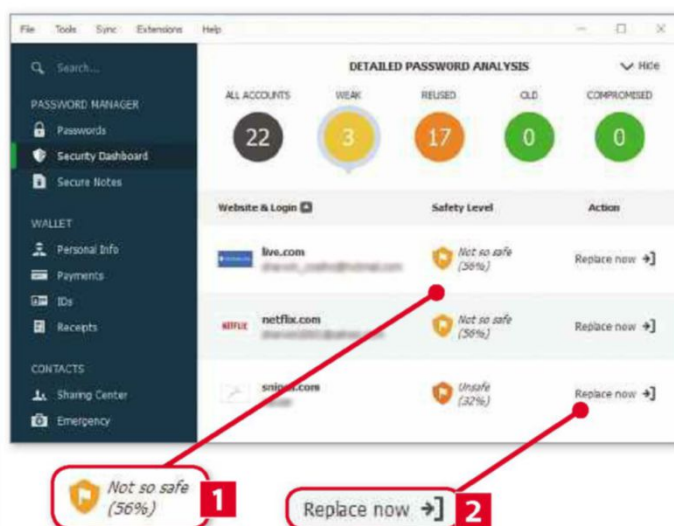 File Tools Sync Extensions Help
Search...
DETAILED PASSWORD ANALYSIS
Hide
PASSWORD MANAGER
Passwords
Security Dashboard
Secure Notes
WALLET
Personal Info
Payments
IDs
Receipts
CONTACTS
Sharing Center
Emergency
ALL ACCOUNTS WEAK REUSED OLD COMPROMISED
22 3 17 0 0
Website & Login Safety Level Action
live.com Not so safe (56%) Replace now
NETFLIX netflix.com Not so safe (56%) Replace now
Unsafe (32%) Replace now
Not so safe
(56%)
1
Replace now
2